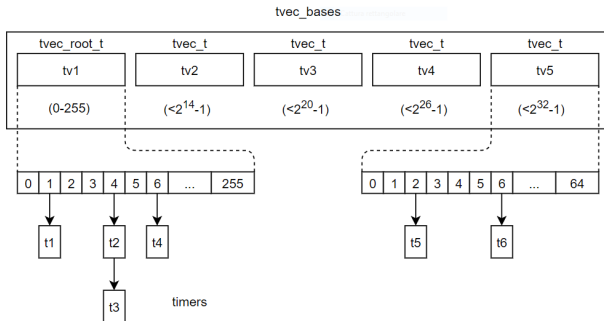 tvec_bases
tvec_root_t tvec_t tvec_t tvec_t tvec_t
tv1 tv2 tv3 tv4 tv5
(0-255) (<2^14-1) (<2^20-1) (<2^26-1) (<2^32-1)
0 1 2 3 4 5 6 ... 255 0 1 2 3 4 5 6 ... 64
t1 t2 t4 t5 t6
t3 timers